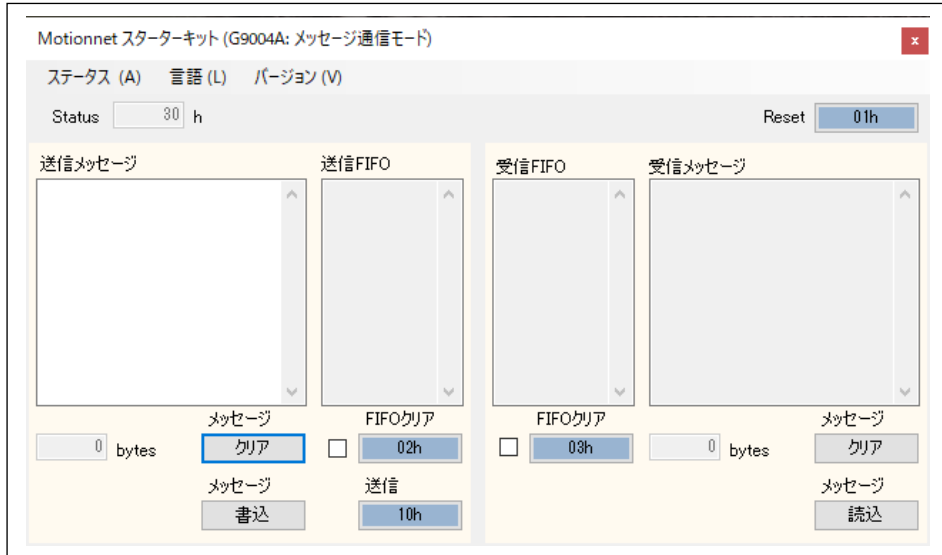 Motionnet スターターキット (G9004A: メッセージ通信モード)
x
ステータス (A) 言語 (L) バージョン (V)
Status 30 h Reset 01h
送信メッセージ 送信FIFO 受信FIFO 受信メッセージ
メッセージ FIFOクリア FIFOクリア メッセージ
0 bytes クリア 02h 03h 0 bytes クリア
メッセージ 送信 メッセージ
書込 10h 読込